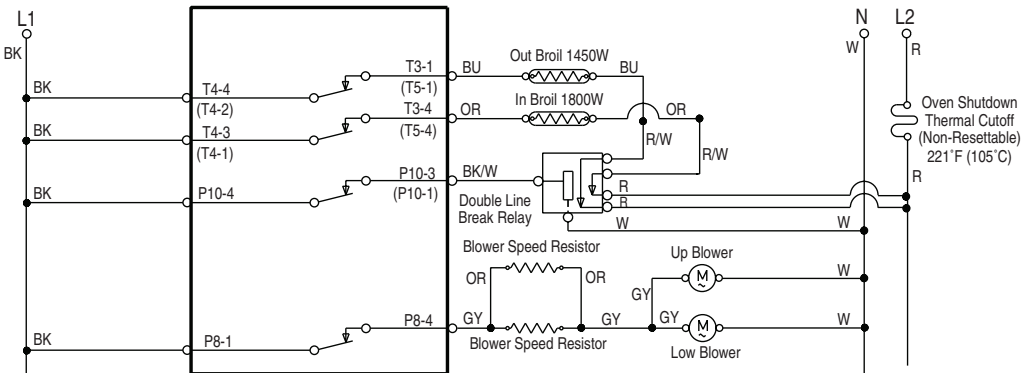 L1
N
L2
BK
W
R
BK
T4-4
(T4-2)
T3-1
(T5-1)
BU
Out Broil 1450W
BU
BK
T4-3
(T4-1)
T3-4
(T5-4)
OR
In Broil 1800W
OR
R/W
R/W
Oven Shutdown
Thermal Cutoff
(Non-Resettable)
221˚F (105˚C)
R
BK
P10-4
P10-3
(P10-1)
BK/W
Double Line
Break Relay
R
R
W
W
Blower Speed Resistor
OR
OR
Up Blower
M
~
W
GY
BK
P8-1
P8-4
GY
Blower Speed Resistor
GY
GY
M
~
Low Blower
W